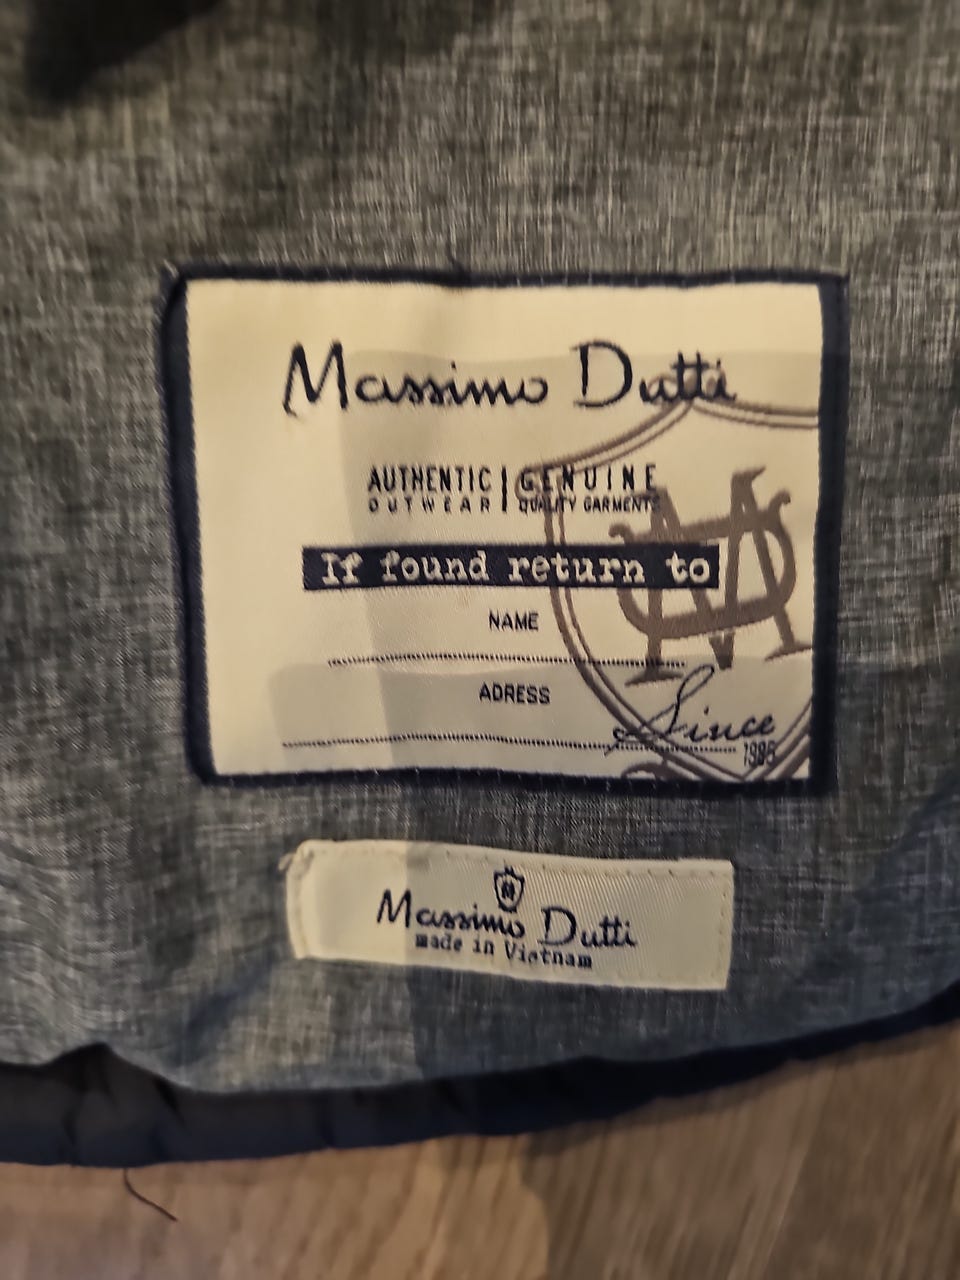 Massimo Dutti
AUTHENTIC | GENUINE
OUTWEAR | QUALITY GARMENTS
If found return to
NAME
ADRESS
Since
1985
M
Massimo Dutti
made in Vietnam